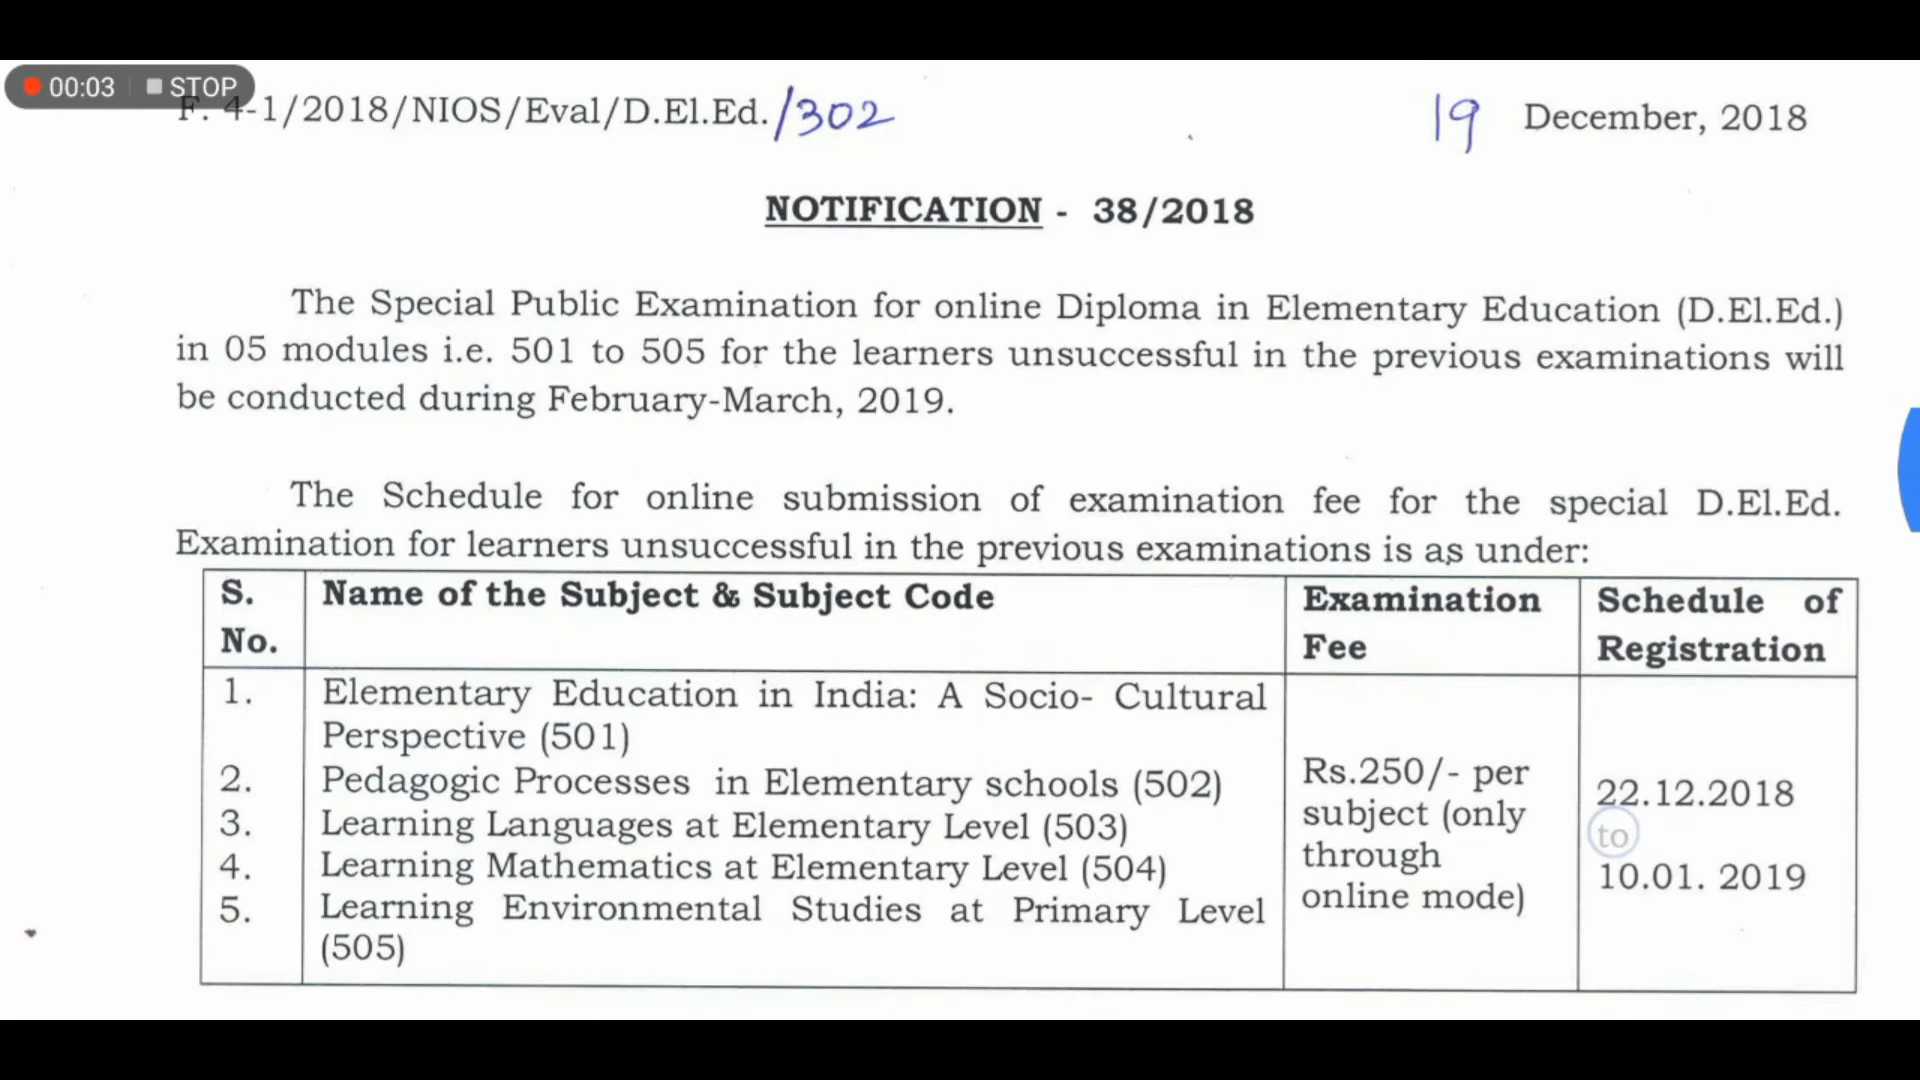 00:03 STOP
F. 4-1/2018/NIOS/Eval/D.El.Ed./302 19 December, 2018
NOTIFICATION - 38/2018
The Special Public Examination for online Diploma in Elementary Education (D.El.Ed.)
in 05 modules i.e. 501 to 505 for the learners unsuccessful in the previous examinations will
be conducted during February-March, 2019.
The Schedule for online submission of examination fee for the special D.El.Ed.
Examination for learners unsuccessful in the previous examinations is as under:
S. No. Name of the Subject & Subject Code Examination Fee Schedule of Registration
1. Elementary Education in India: A Socio- Cultural
Perspective (501)
2. Pedagogic Processes in Elementary schools (502)
3. Learning Languages at Elementary Level (503)
4. Learning Mathematics at Elementary Level (504)
5. Learning Environmental Studies at Primary Level
(505)
Rs.250/- per
subject (only
through
online mode)
22.12.2018
to
10.01. 2019